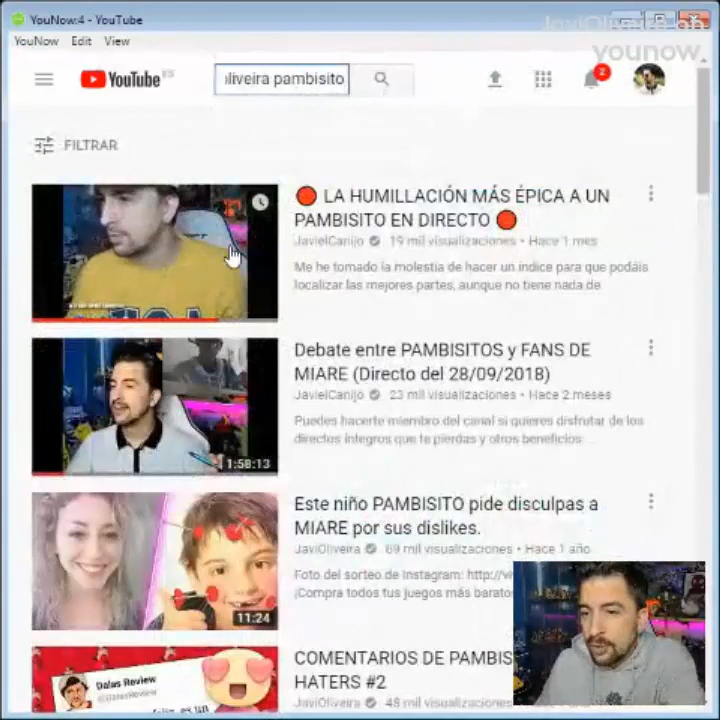 YouNow:4 - YouTube
JaviOliveira en
younow
YouNow Edit View
YouTube ES
oliveira pambisito
2
FILTRAR
LA HUMILLACIÓN MÁS ÉPICA A UN
PAMBISITO EN DIRECTO
JavielCanijo 19 mil visualizaciones • Hace 1 mes
Me he tomado la molestia de hacer un índice para que podáis
localizar las mejores partes, aunque no tiene nada de
Debate entre PAMBISITOS y FANS DE
MIARE (Directo del 28/09/2018)
JavielCanijo 23 mil visualizaciones • Hace 2 meses
Puedes hacerte miembro del canal si quieres disfrutar de los
directos íntegros que te pierdas y otros beneficios...
1:58:13
Este niño PAMBISITO pide disculpas a
MIARE por sus dislikes.
JaviOliveira 69 mil visualizaciones • Hace 1 año
Foto del sorteo de Instagram: http://w
¡Compra todos tus juegos más barato
11:24
COMENTARIOS DE PAMBIS
HATERS #2
JaviOliveira 48 mil visualizaciones
Dalas Review
@DalasReview